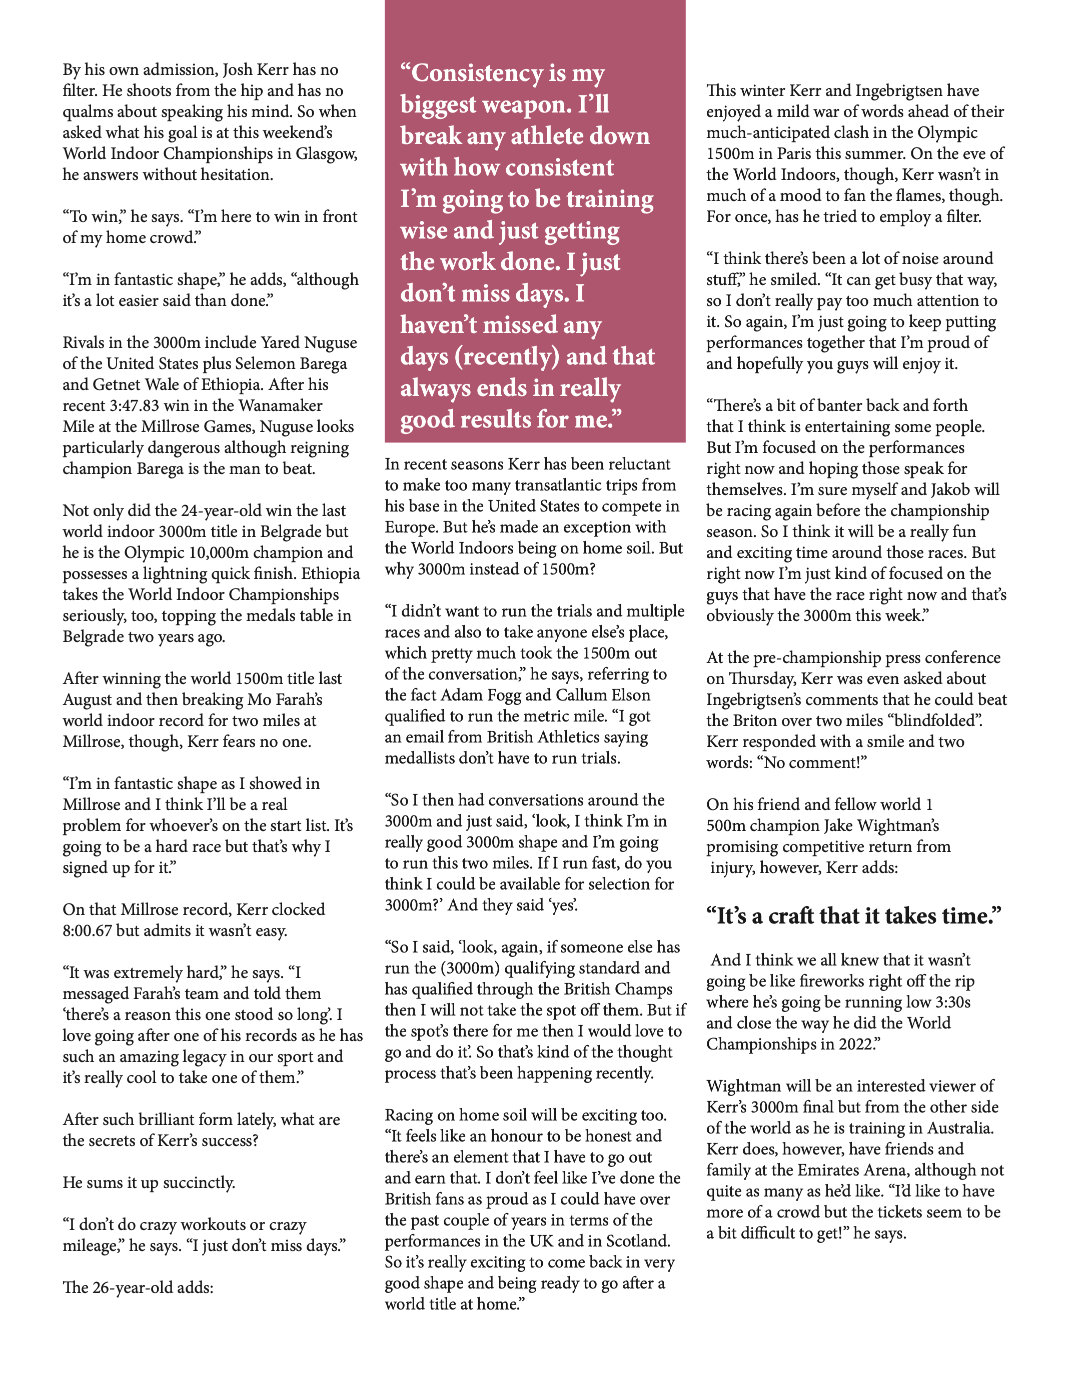 By his own admission, Josh Kerr has no
filter. He shoots from the hip and has no
qualms about speaking his mind. So when
asked what his goal is at this weekend’s
World Indoor Championships in Glasgow,
he answers without hesitation.
“To win,” he says. “I’m here to win in front
of my home crowd.”
“I’m in fantastic shape,” he adds, “although
it’s a lot easier said than done.”
Rivals in the 3000m include Yared Nuguse
of the United States plus Selemon Barega
and Getnet Wale of Ethiopia. After his
recent 3:47.83 win in the Wanamaker
Mile at the Millrose Games, Nuguse looks
particularly dangerous although reigning
champion Barega is the man to beat.
Not only did the 24-year-old win the last
world indoor 3000m title in Belgrade but
he is the Olympic 10,000m champion and
possesses a lightning quick finish. Ethiopia
takes the World Indoor Championships
seriously, too, topping the medals table in
Belgrade two years ago.
After winning the world 1500m title last
August and then breaking Mo Farah’s
world indoor record for two miles at
Millrose, though, Kerr fears no one.
“I’m in fantastic shape as I showed in
Millrose and I think I’ll be a real
problem for whoever’s on the start list. It’s
going to be a hard race but that’s why I
signed up for it.”
On that Millrose record, Kerr clocked
8:00.67 but admits it wasn’t easy.
“It was extremely hard,” he says. “I
messaged Farah’s team and told them
‘there’s a reason this one stood so long’. I
love going after one of his records as he has
such an amazing legacy in our sport and
it’s really cool to take one of them.”
After such brilliant form lately, what are
the secrets of Kerr’s success?
He sums it up succinctly.
“I don’t do crazy workouts or crazy
mileage,” he says. “I just don’t miss days.”
The 26-year-old adds:
“Consistency is my
biggest weapon. I’ll
break any athlete down
with how consistent
I’m going to be training
wise and just getting
the work done. I just
don’t miss days. I
haven’t missed any
days (recently) and that
always ends in really
good results for me.”
In recent seasons Kerr has been reluctant
to make too many transatlantic trips from
his base in the United States to compete in
Europe. But he’s made an exception with
the World Indoors being on home soil. But
why 3000m instead of 1500m?
“I didn’t want to run the trials and multiple
races and also to take anyone else’s place,
which pretty much took the 1500m out
of the conversation,” he says, referring to
the fact Adam Fogg and Callum Elson
qualified to run the metric mile. “I got
an email from British Athletics saying
medallists don’t have to run trials.
“So I then had conversations around the
3000m and just said, ‘look, I think I’m in
really good 3000m shape and I’m going
to run this two miles. If I run fast, do you
think I could be available for selection for
3000m?’ And they said ‘yes’.
“So I said, ‘look, again, if someone else has
run the (3000m) qualifying standard and
has qualified through the British Champs
then I will not take the spot off them. But if
the spot’s there for me then I would love to
go and do it’. So that’s kind of the thought
process that’s been happening recently.
Racing on home soil will be exciting too.
“It feels like an honour to be honest and
there’s an element that I have to go out
and earn that. I don’t feel like I’ve done the
British fans as proud as I could have over
the past couple of years in terms of the
performances in the UK and in Scotland.
So it’s really exciting to come back in very
good shape and being ready to go after a
world title at home.”
This winter Kerr and Ingebrigtsen have
enjoyed a mild war of words ahead of their
much-anticipated clash in the Olympic
1500m in Paris this summer. On the eve of
the World Indoors, though, Kerr wasn’t in
much of a mood to fan the flames, though.
For once, has he tried to employ a filter.
“I think there’s been a lot of noise around
stuff,” he smiled. “It can get busy that way,
so I don’t really pay too much attention to
it. So again, I’m just going to keep putting
performances together that I’m proud of
and hopefully you guys will enjoy it.
“There’s a bit of banter back and forth
that I think is entertaining some people.
But I’m focused on the performances
right now and hoping those speak for
themselves. I’m sure myself and Jakob will
be racing again before the championship
season. So I think it will be a really fun
and exciting time around those races. But
right now I’m just kind of focused on the
guys that have the race right now and that’s
obviously the 3000m this week.”
At the pre-championship press conference
on Thursday, Kerr was even asked about
Ingebrigtsen’s comments that he could beat
the Briton over two miles “blindfolded”.
Kerr responded with a smile and two
words: “No comment!”
On his friend and fellow world 1
500m champion Jake Wightman’s
promising competitive return from
injury, however, Kerr adds:
“It’s a craft that it takes time.”
And I think we all knew that it wasn’t
going be like fireworks right off the rip
where he’s going be running low 3:30s
and close the way he did the World
Championships in 2022.”
Wightman will be an interested viewer of
Kerr’s 3000m final but from the other side
of the world as he is training in Australia.
Kerr does, however, have friends and
family at the Emirates Arena, although not
quite as many as he’d like. “I’d like to have
more of a crowd but the tickets seem to be
a bit difficult to get!” he says.